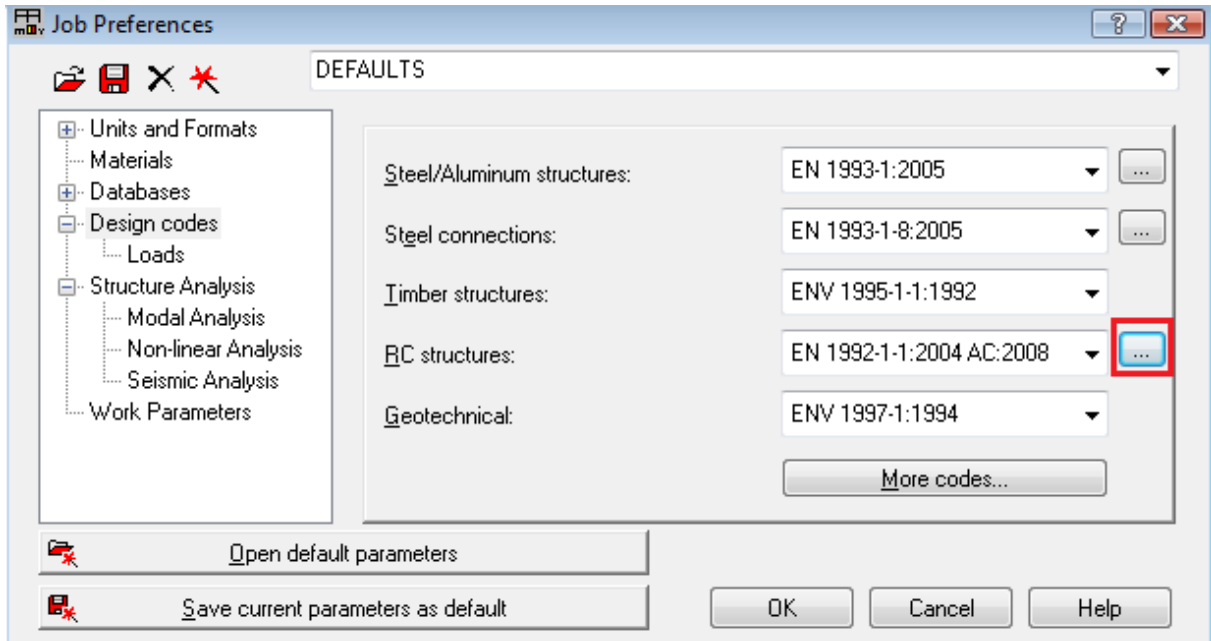 Job Preferences
DEFAULTS
Units and Formats
Materials
Databases
Design codes
Loads
Structure Analysis
Modal Analysis
Non-linear Analysis
Seismic Analysis
Work Parameters
Steel/Aluminum structures: EN 1993-1:2005 ...
Steel connections: EN 1993-1-8:2005 ...
Timber structures: ENV 1995-1-1:1992
RC structures: EN 1992-1-1:2004 AC:2008 ...
Geotechnical: ENV 1997-1:1994
More codes...
Open default parameters
Save current parameters as default
OK Cancel Help